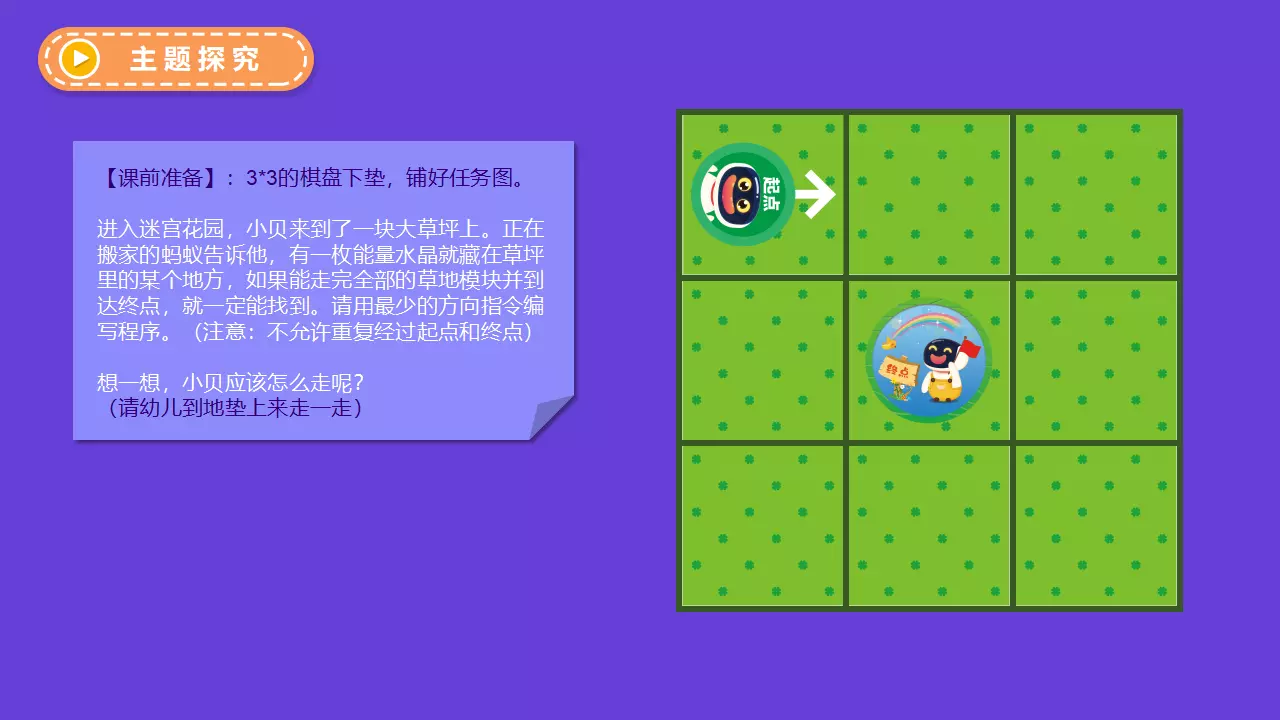 主题探究
【课前准备】：3*3的棋盘下垫，铺好任务图。
进入迷宫花园，小贝来到了一块大草坪上。正在
搬家的蚂蚁告诉他，有一枚能量水晶就藏在草坪
里的某个地方，如果能走完全部的草地模块并到
达终点，就一定能找到。请用最少的方向指令编
写程序。（注意：不允许重复经过起点和终点）
想一想，小贝应该怎么走呢？
（请幼儿到地垫上来走一走）
起点
终点